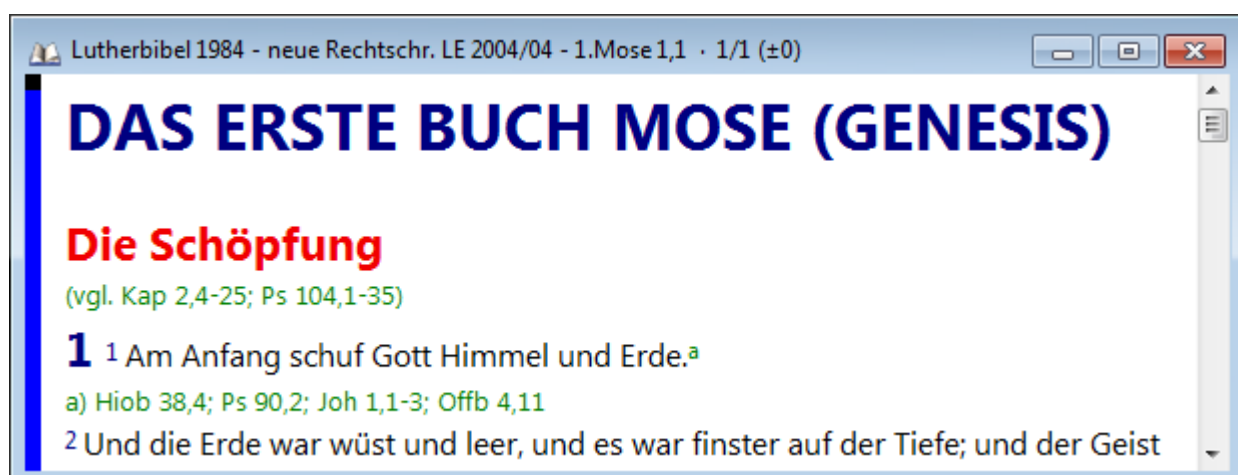 Lutherbibel 1984 - neue Rechtschr. LE 2004/04 - 1.Mose 1,1 · 1/1 (±0)
DAS ERSTE BUCH MOSE (GENESIS)
Die Schöpfung
(vgl. Kap 2,4-25; Ps 104,1-35)
1 1 Am Anfang schuf Gott Himmel und Erde.a
a) Hiob 38,4; Ps 90,2; Joh 1,1-3; Offb 4,11
2 Und die Erde war wüst und leer, und es war finster auf der Tiefe; und der Geist